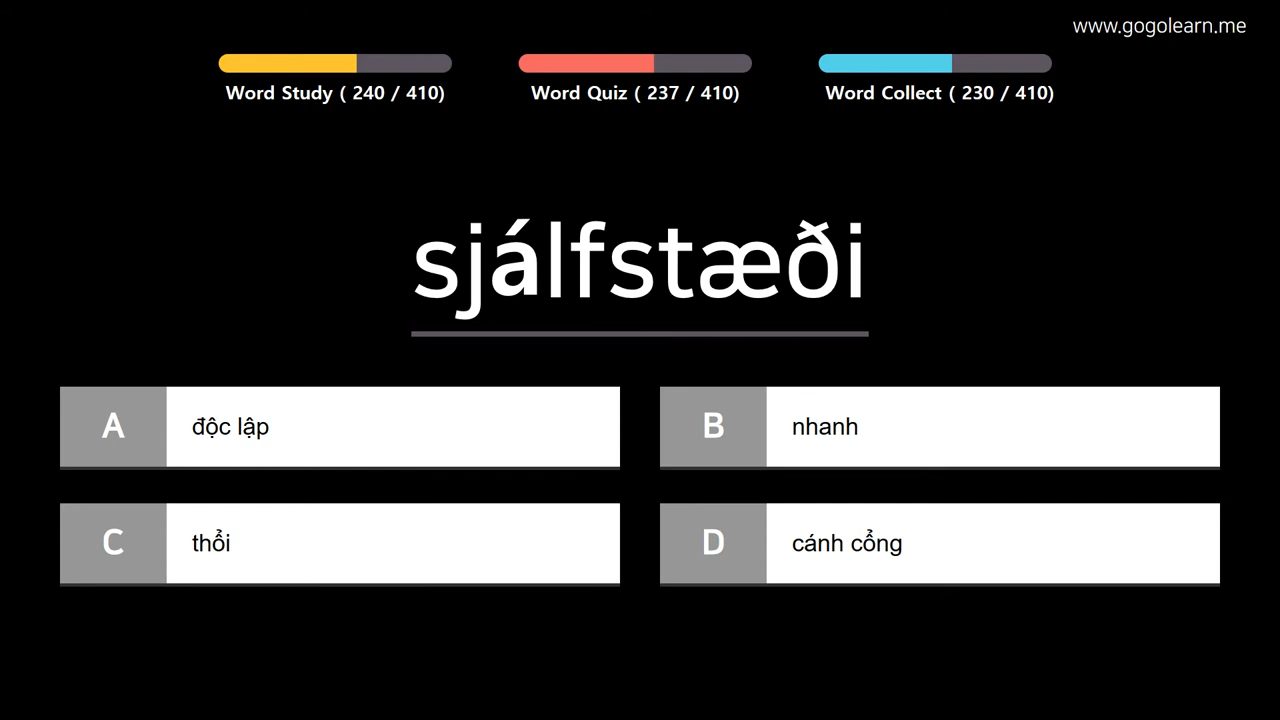 www.gogolearn.me
Word Study ( 240 / 410)
Word Quiz ( 237 / 410)
Word Collect ( 230 / 410)
sjálfstæði
A độc lập
B nhanh
C thổi
D cánh cổng